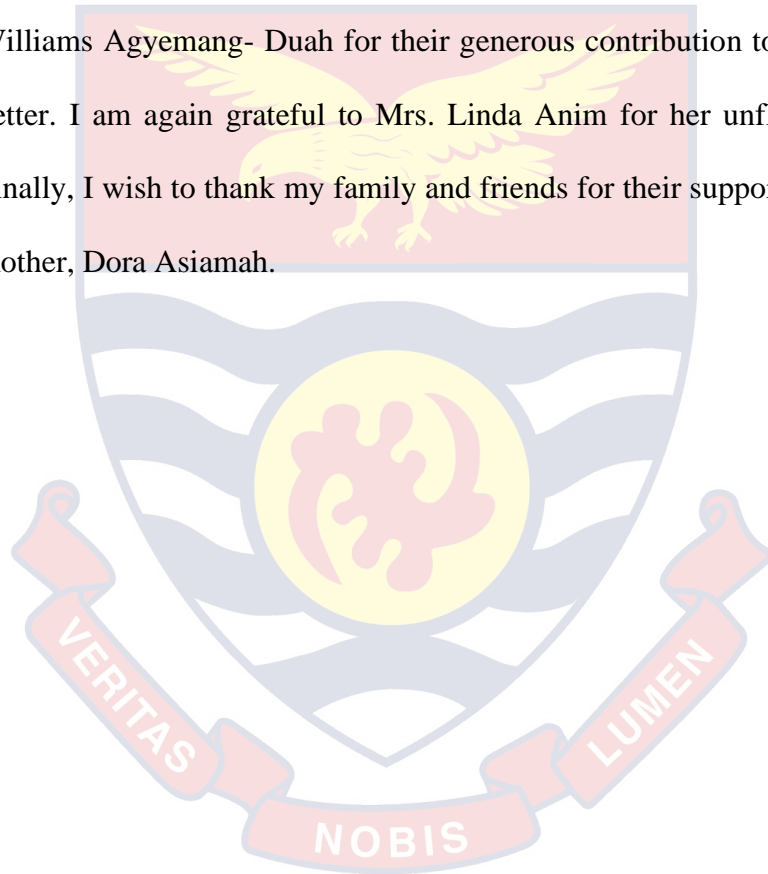 Williams Agyemang- Duah for their generous contribution to
etter. I am again grateful to Mrs. Linda Anim for her unf
inally, I wish to thank my family and friends for their suppor
other, Dora Asiamah.
VERITAS
NOBIS
LUMEN